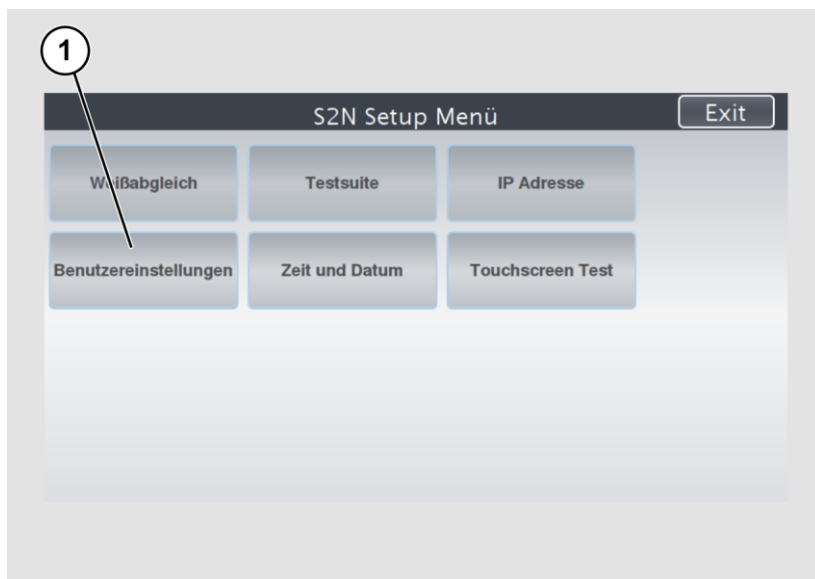 1
S2N Setup Menü
Exit
Weißabgleich
Testsuite
IP Adresse
Benutzereinstellungen
Zeit und Datum
Touchscreen Test